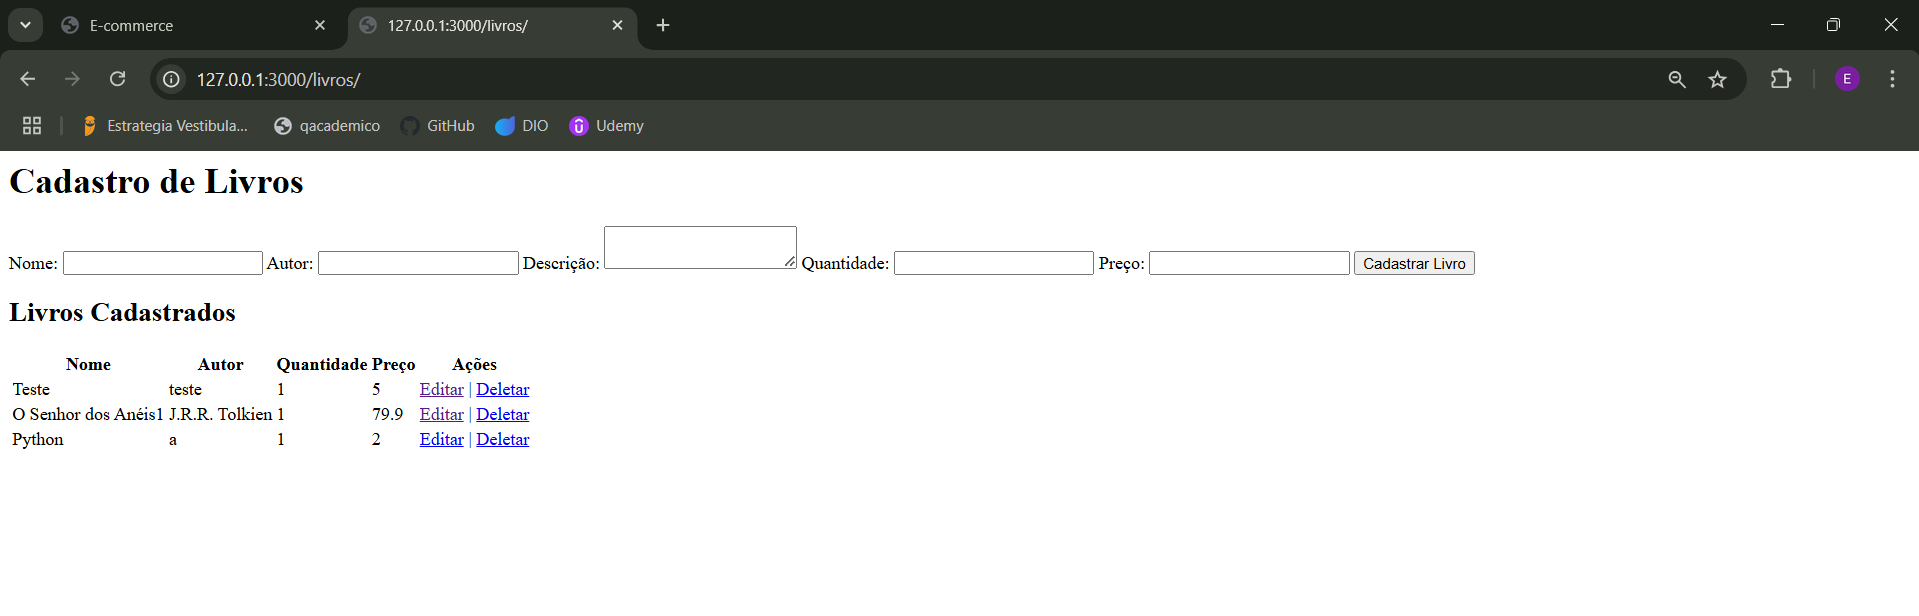 E-commerce
127.0.0.1:3000/livros/
127.0.0.1:3000/livros/
E
Estrategia Vestibula...
qacademico
GitHub
DIO
Udemy
Cadastro de Livros
Nome: Autor: Descrição: Quantidade: Preço: Cadastrar Livro
Livros Cadastrados
Nome Autor Quantidade Preço Ações
Teste teste 1 5 Editar | Deletar
O Senhor dos Anéis1 J.R.R. Tolkien 1 79.9 Editar | Deletar
Python a 1 2 Editar | Deletar